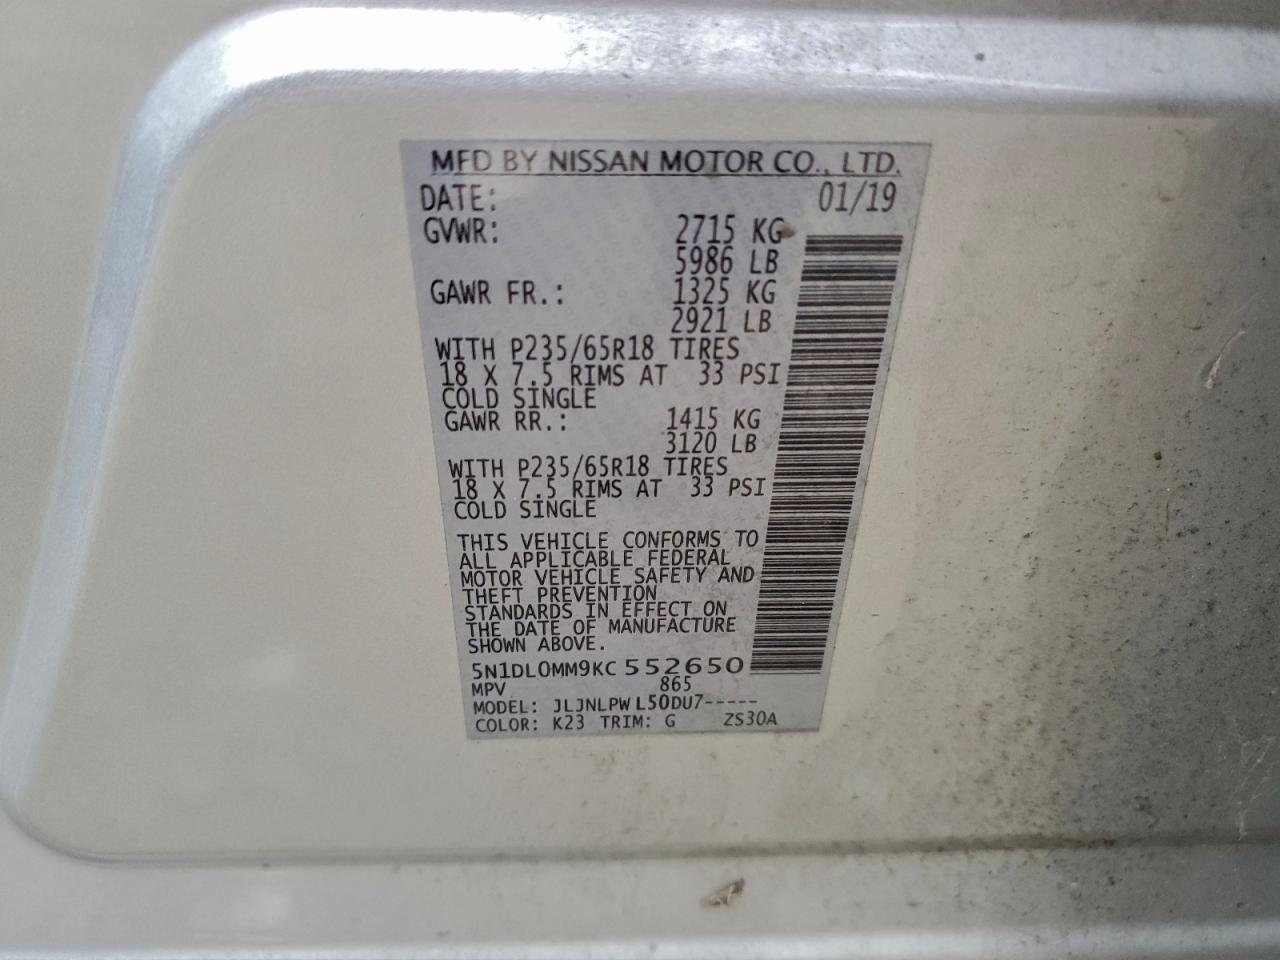 MFD BY NISSAN MOTOR CO., LTD.
DATE: 01/19
GVWR: 2715 KG
5986 LB
GAWR FR.: 1325 KG
2921 LB
WITH P235/65R18 TIRES
18 X 7.5 RIMS AT 33 PSI
COLD SINGLE
GAWR RR.: 1415 KG
3120 LB
WITH P235/65R18 TIRES
18 X 7.5 RIMS AT 33 PSI
COLD SINGLE
THIS VEHICLE CONFORMS TO
ALL APPLICABLE FEDERAL
MOTOR VEHICLE SAFETY AND
THEFT PREVENTION
STANDARDS IN EFFECT ON
THE DATE OF MANUFACTURE
SHOWN ABOVE.
5N1DL0MM9KC 552650
MPV 865
MODEL: JLJNLPW L50DU7-----
COLOR: K23 TRIM: G ZS30A